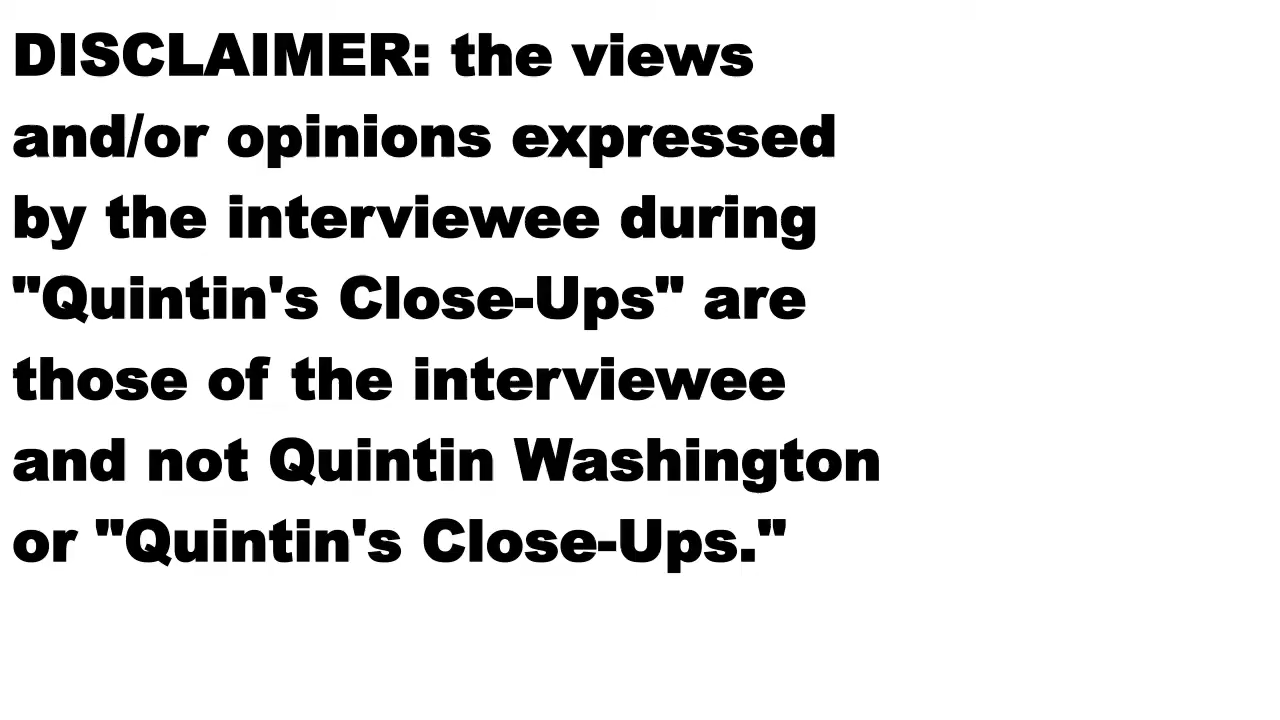 DISCLAIMER: the views
and/or opinions expressed
by the interviewee during
"Quintin's Close-Ups" are
those of the interviewee
and not Quintin Washington
or "Quintin's Close-Ups."